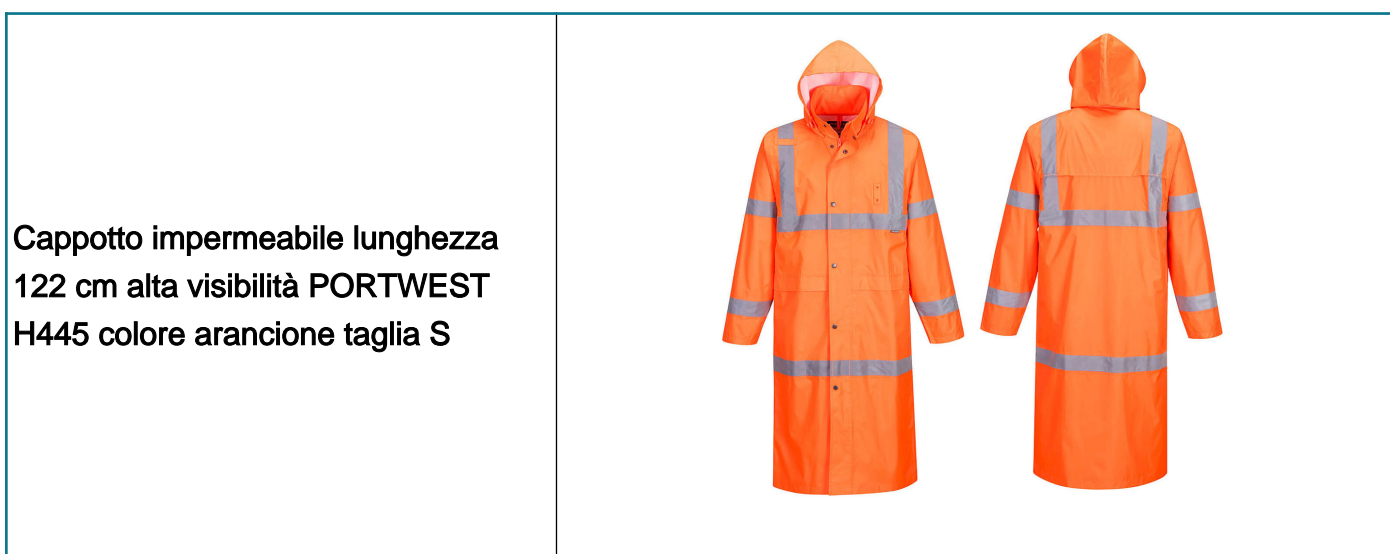 Cappotto impermeabile lunghezza
122 cm alta visibilità PORTWEST
H445 colore arancione taglia S